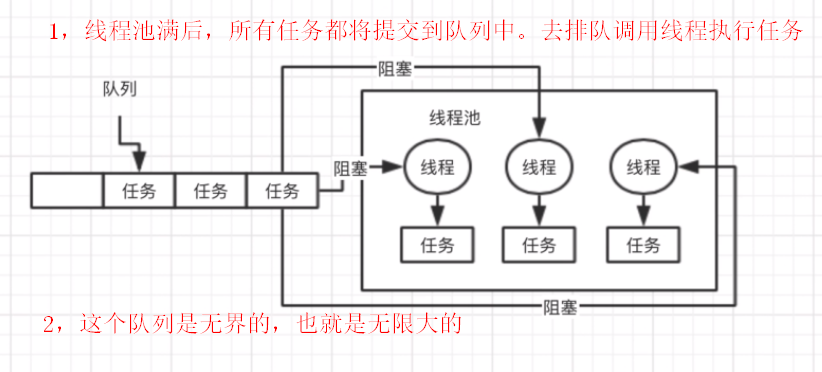 1，线程池满后，所有任务都将提交到队列中。去排队调用线程执行任务
阻塞
队列
线程池
阻塞
线程
线程
线程
任务
任务
任务
任务
任务
任务
阻塞
2，这个队列是无界的，也就是无限大的